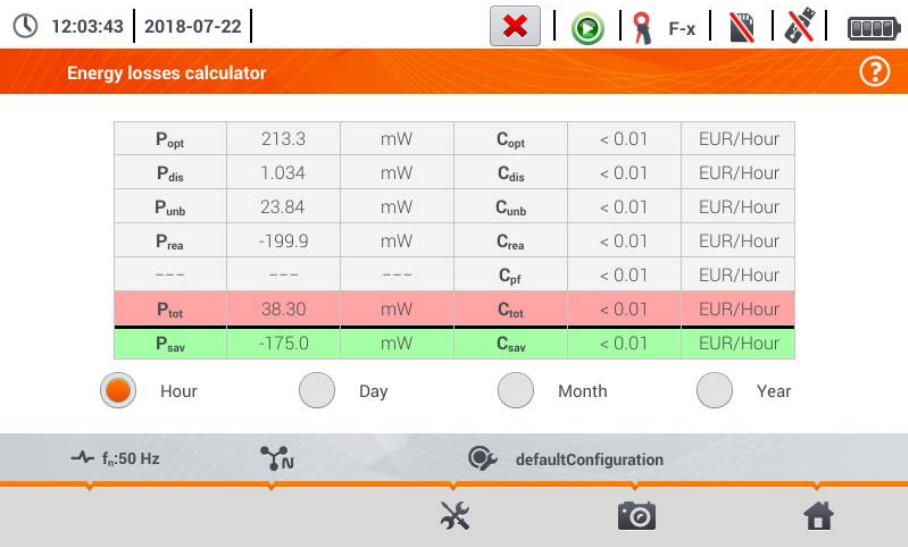 12:03:43 2018-07-22 F-x
Energy losses calculator ?
Popt 213.3 mW Copt < 0.01 EUR/Hour
Pdis 1.034 mW Cdis < 0.01 EUR/Hour
Punb 23.84 mW Cunb < 0.01 EUR/Hour
Prea -199.9 mW Crea < 0.01 EUR/Hour
--- --- --- Cpf < 0.01 EUR/Hour
Ptot 38.30 mW Ctot < 0.01 EUR/Hour
Psav -175.0 mW Csav < 0.01 EUR/Hour
Hour Day Month Year
fn:50 Hz N defaultConfiguration